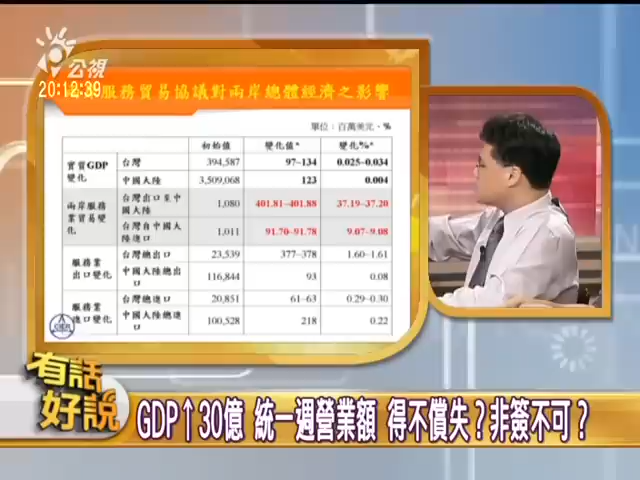 公視
20:12:39
服務貿易協議對兩岸總體經濟之影響
單位:百萬美元、%
初始值 變化值* 變化%*
實質GDP變化 台灣 394,587 97~134 0.025~0.034
中國大陸 3,509,068 123 0.004
兩岸服務業貿易變化 台灣出口至中國大陸 1,080 401.81~401.88 37.19~37.20
台灣自中國大陸進口 1,011 91.70~91.78 9.07~9.08
服務業出口變化 台灣總出口 23,539 377~378 1.60~1.61
中國大陸總出口 116,844 93 0.08
服務業進口變化 台灣總進口 20,851 61~63 0.29~0.30
中國大陸總進口 100,528 218 0.22
有話好說
GDP↑30億 統一週營業額 得不償失?非簽不可?